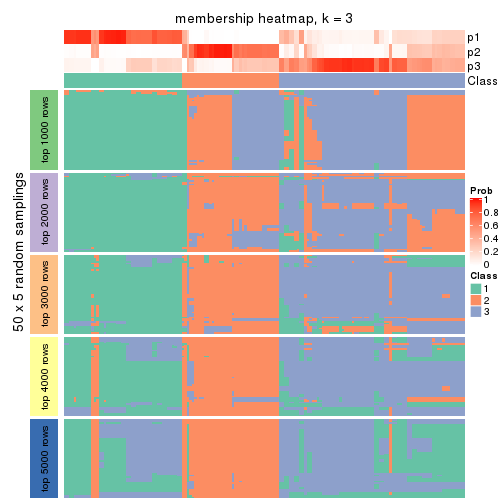 membership heatmap, k = 3
p1
p2
p3
Class
50 x 5 random samplings
top 1000 rows
top 2000 rows
top 3000 rows
top 4000 rows
top 5000 rows
Prob
1
0.8
0.6
0.4
0.2
0
Class
1
2
3